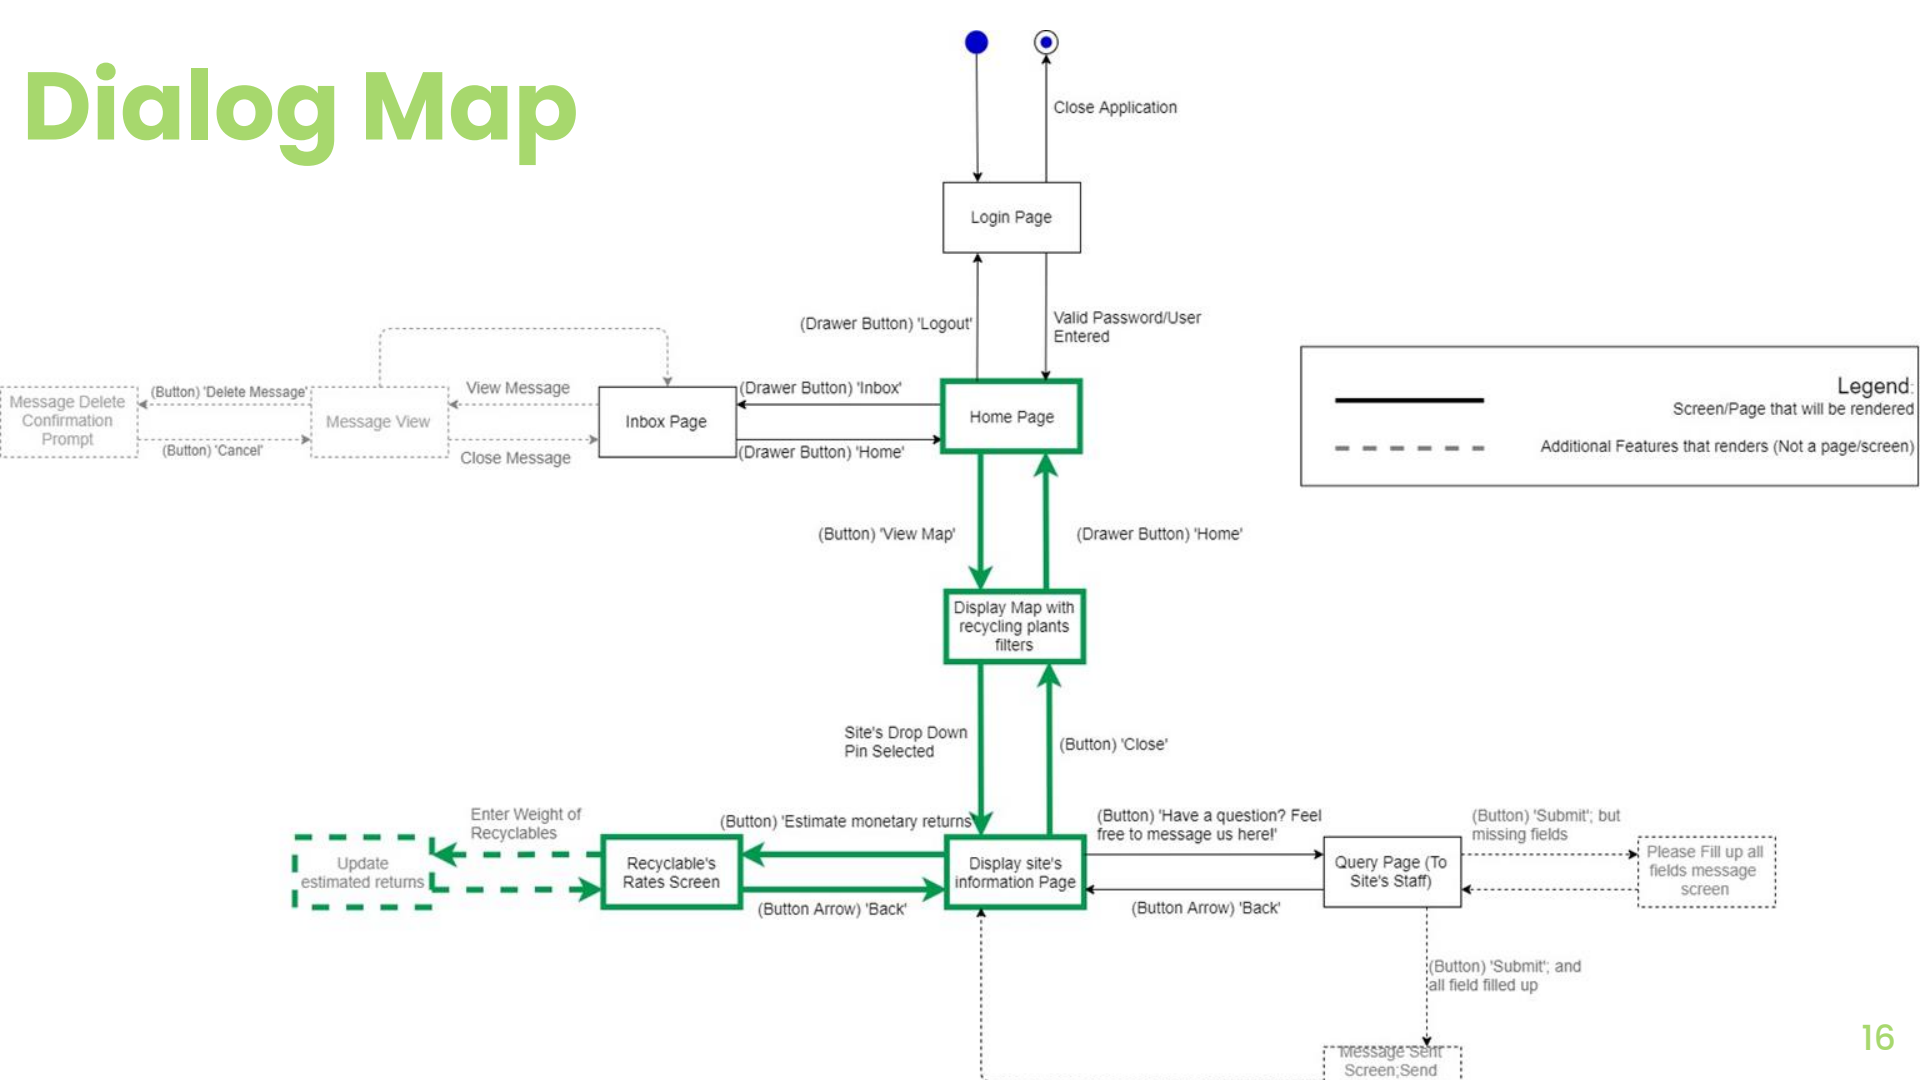 Dialog Map
Close Application
Login Page
(Drawer Button) 'Logout'
Valid Password/User
Entered
Legend:
Screen/Page that will be rendered
Additional Features that renders (Not a page/screen)
Message Delete
Confirmation
Prompt
(Button) 'Delete Message'
(Button) 'Cancel'
Message View
View Message
Close Message
Inbox Page
(Drawer Button) 'Inbox'
(Drawer Button) 'Home'
Home Page
(Button) 'View Map'
(Drawer Button) 'Home'
Display Map with
recycling plants
filters
Site's Drop Down
Pin Selected
(Button) 'Close'
Update
estimated returns
Enter Weight of
Recyclables
Recyclable's
Rates Screen
(Button) 'Estimate monetary returns'
(Button Arrow) 'Back'
Display site's
information Page
(Button) 'Have a question? Feel
free to message us here!'
(Button Arrow) 'Back'
Query Page (To
Site's Staff)
(Button) 'Submit'; but
missing fields
Please Fill up all
fields message
screen
(Button) 'Submit'; and
all field filled up
Message Sent
Screen;Send
16